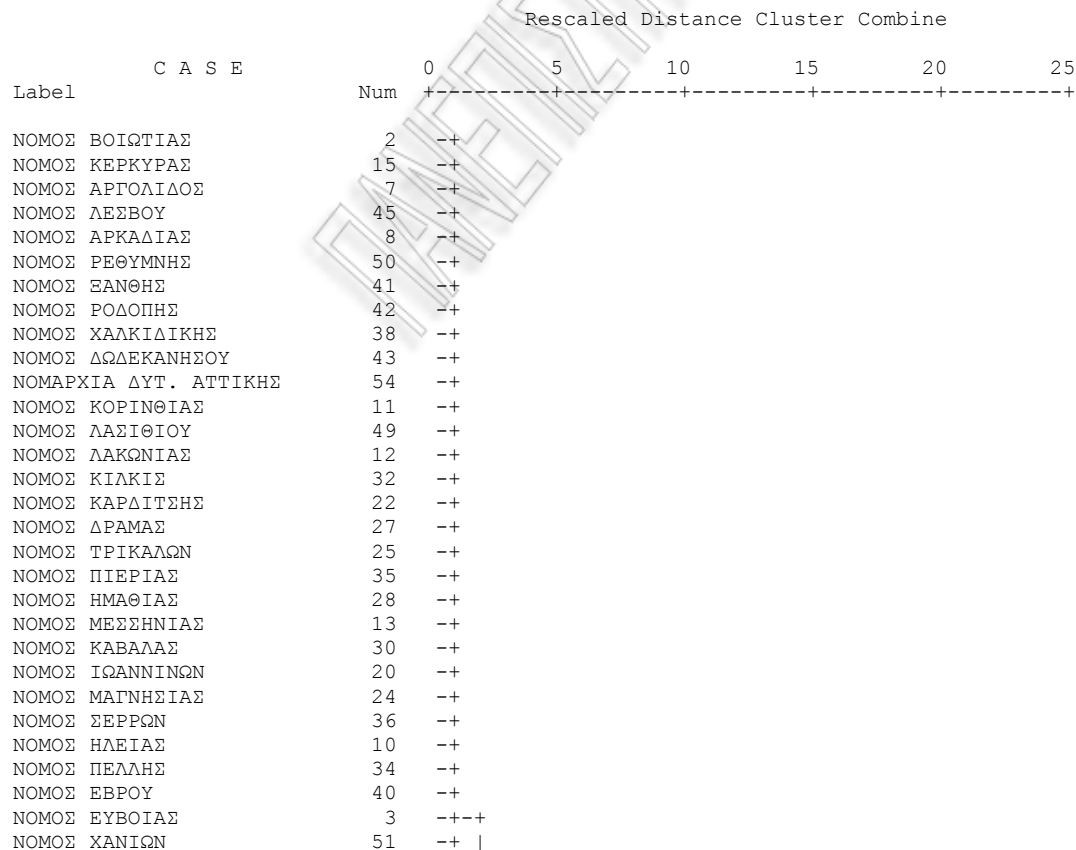 ΠΑΝΕΠΙΣΤΗ
Rescaled Distance Cluster Combine
C A S E 0 5 10 15 20 25
Label Num +---------+---------+---------+---------+---------+
ΝΟΜΟΣ ΒΟΙΩΤΙΑΣ 2 -+
ΝΟΜΟΣ ΚΕΡΚΥΡΑΣ 15 -+
ΝΟΜΟΣ ΑΡΓΟΛΙΔΟΣ 7 -+
ΝΟΜΟΣ ΛΕΣΒΟΥ 45 -+
ΝΟΜΟΣ ΑΡΚΑΔΙΑΣ 8 -+
ΝΟΜΟΣ ΡΕΘΥΜΝΗΣ 50 -+
ΝΟΜΟΣ ΞΑΝΘΗΣ 41 -+
ΝΟΜΟΣ ΡΟΔΟΠΗΣ 42 -+
ΝΟΜΟΣ ΧΑΛΚΙΔΙΚΗΣ 38 -+
ΝΟΜΟΣ ΔΩΔΕΚΑΝΗΣΟΥ 43 -+
ΝΟΜΑΡΧΙΑ ΔΥΤ. ΑΤΤΙΚΗΣ 54 -+
ΝΟΜΟΣ ΚΟΡΙΝΘΙΑΣ 11 -+
ΝΟΜΟΣ ΛΑΣΙΘΙΟΥ 49 -+
ΝΟΜΟΣ ΛΑΚΩΝΙΑΣ 12 -+
ΝΟΜΟΣ ΚΙΛΚΙΣ 32 -+
ΝΟΜΟΣ ΚΑΡΔΙΤΣΗΣ 22 -+
ΝΟΜΟΣ ΔΡΑΜΑΣ 27 -+
ΝΟΜΟΣ ΤΡΙΚΑΛΩΝ 25 -+
ΝΟΜΟΣ ΠΙΕΡΙΑΣ 35 -+
ΝΟΜΟΣ ΗΜΑΘΙΑΣ 28 -+
ΝΟΜΟΣ ΜΕΣΣΗΝΙΑΣ 13 -+
ΝΟΜΟΣ ΚΑΒΑΛΑΣ 30 -+
ΝΟΜΟΣ ΙΩΑΝΝΙΝΩΝ 20 -+
ΝΟΜΟΣ ΜΑΓΝΗΣΙΑΣ 24 -+
ΝΟΜΟΣ ΣΕΡΡΩΝ 36 -+
ΝΟΜΟΣ ΗΛΕΙΑΣ 10 -+
ΝΟΜΟΣ ΠΕΛΛΗΣ 34 -+
ΝΟΜΟΣ ΕΒΡΟΥ 40 -+
ΝΟΜΟΣ ΕΥΒΟΙΑΣ 3 -+-+
ΝΟΜΟΣ ΧΑΝΙΩΝ 51 -+ |